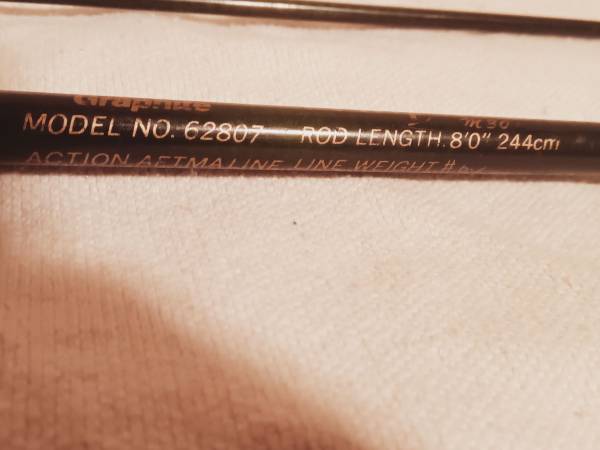 Graphite
MODEL NO. 62807 ROD LENGTH. 8'0" 244cm
ACTION AFTMA LINE LINE WEIGHT #